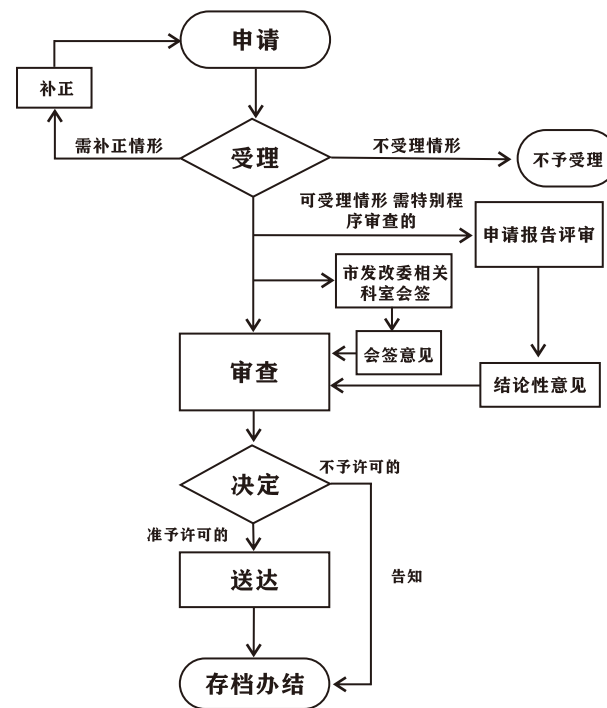 申请
补正
需补正情形
受理
不受理情形
不予受理
可受理情形 需特别程
序审查的
申请报告评审
市发改委相关
科室会签
审查
会签意见
结论性意见
不予许可的
决定
准予许可的
送达
告知
存档办结